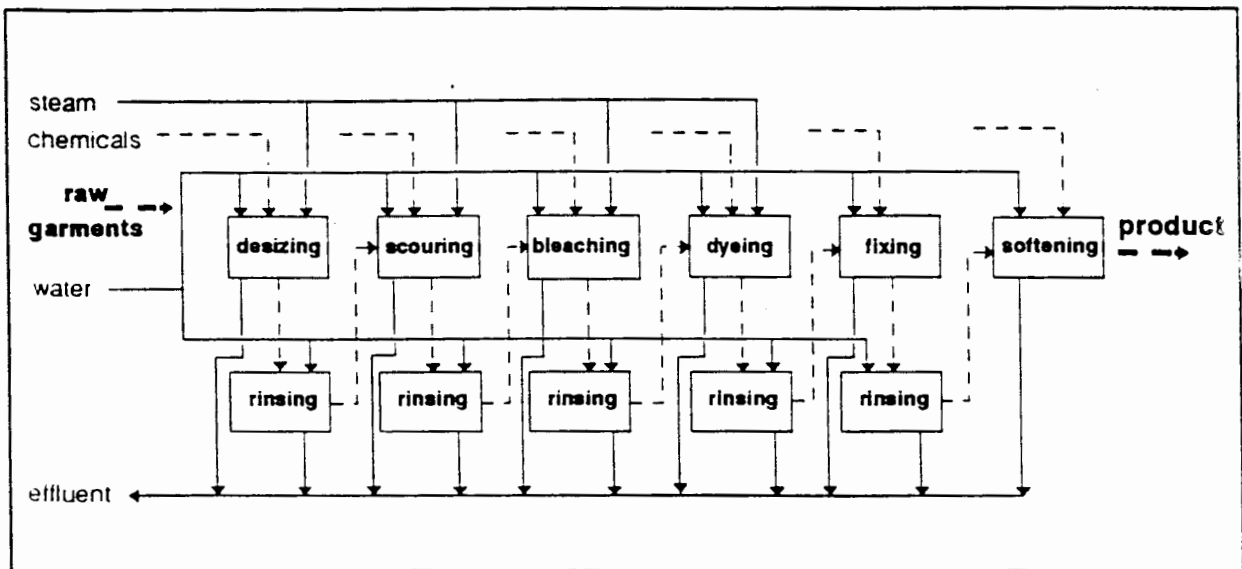 steam
chemicals
raw
garments
water
desizing
scouring
bleaching
dyeing
fixing
softening
product
rinsing
rinsing
rinsing
rinsing
rinsing
effluent